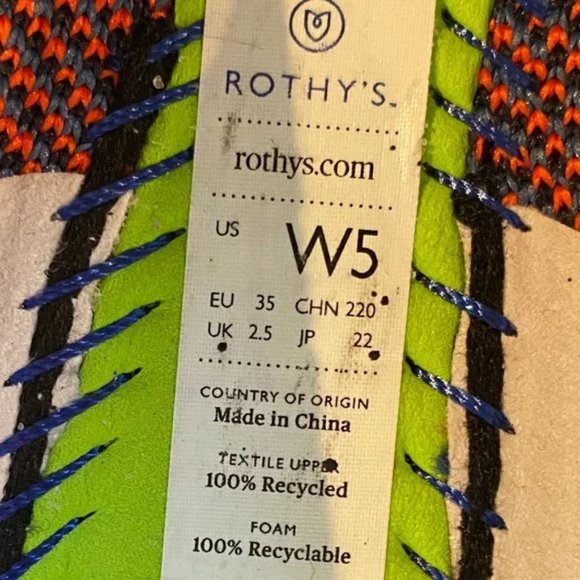 ROTHY'S™
rothys.com
US W5
EU 35 CHN 220
UK 2.5 JP 22
COUNTRY OF ORIGIN
Made in China
TEXTILE UPPER
100% Recycled
FOAM
100% Recyclable